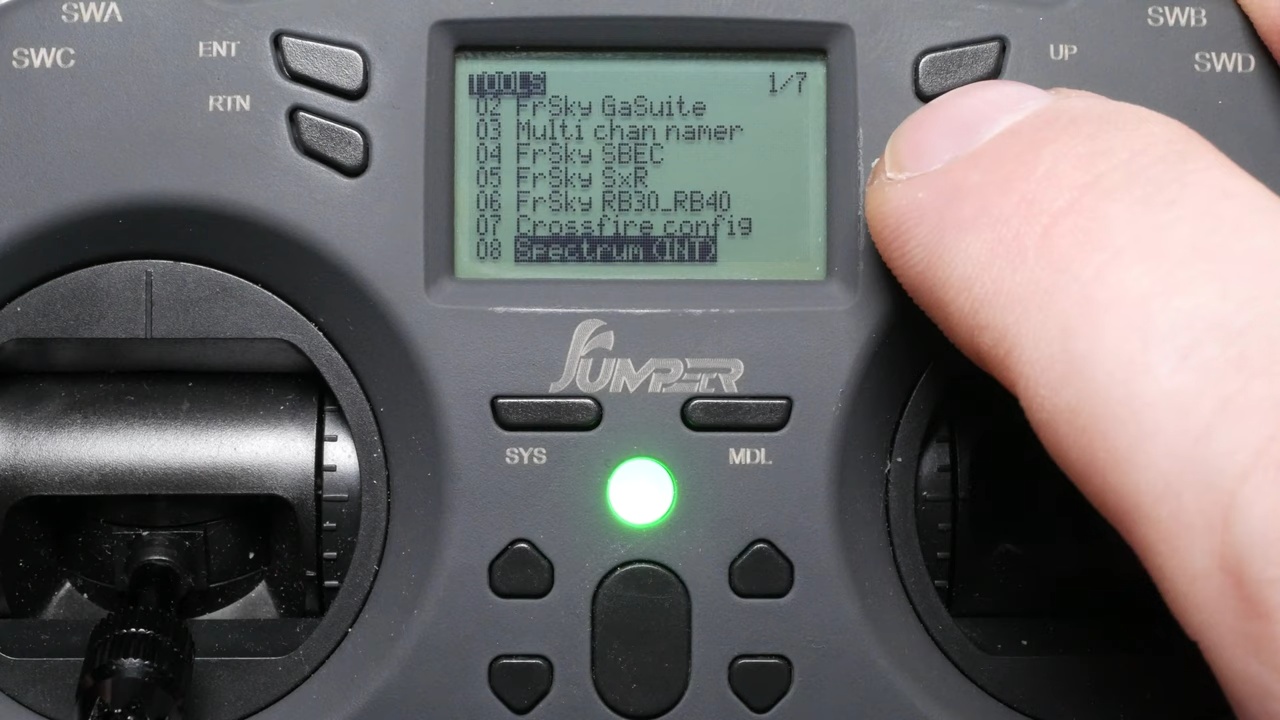 SWA
SWC
ENT
RTN
SWB
SWD
UP
TOOLS 1/7
02 FrSky GaSuite
03 Multi chan namer
04 FrSky SBEC
05 FrSky SxR
06 FrSky RB30_RB40
07 Crossfire config
08 Spectrum (INT)
JUMPER
SYS
MDL